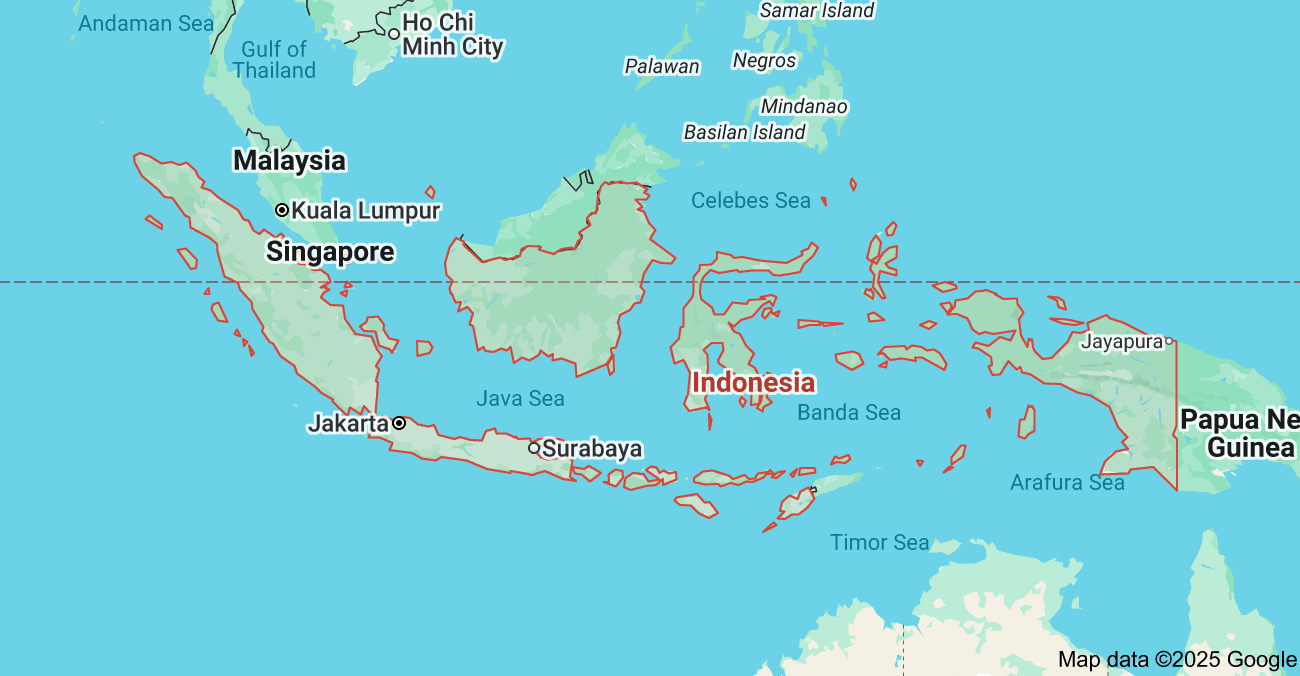 Samar Island
Andaman Sea
Ho Chi
Minh City
Gulf of
Thailand
Palawan
Negros
Mindanao
Basilan Island
Malaysia
Celebes Sea
Kuala Lumpur
Singapore
Jayapura
Indonesia
Java Sea
Banda Sea
Jakarta
Papua Ne
Guinea
Surabaya
Arafura Sea
Timor Sea
Map data ©2025 Google